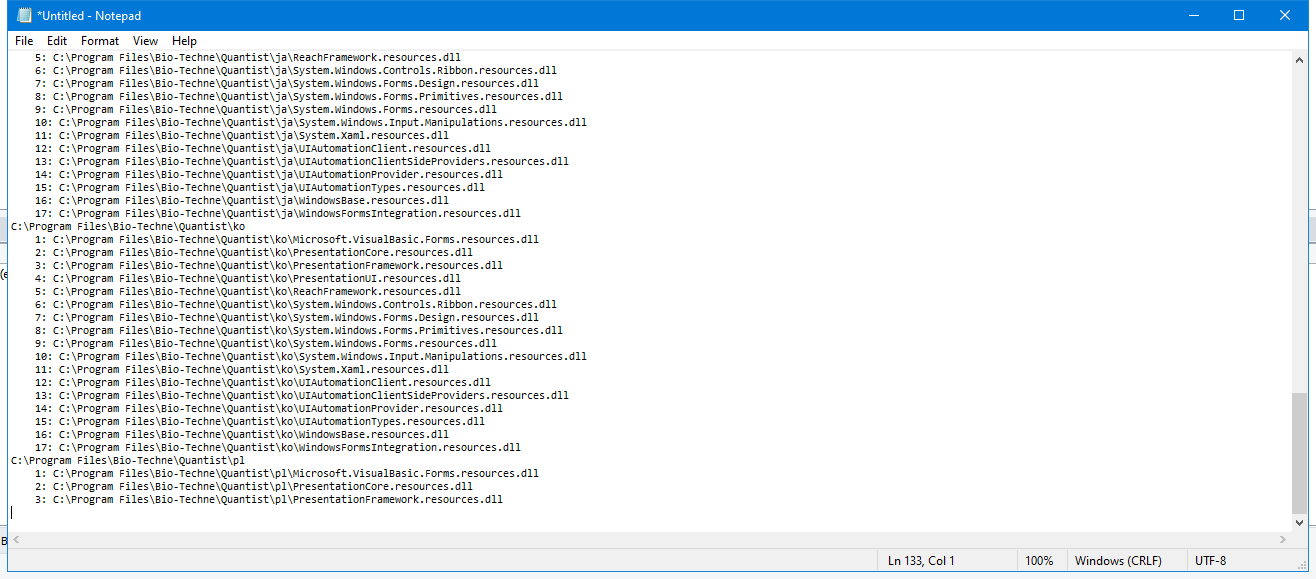 *Untitled - Notepad
File Edit Format View Help
5: C:\Program Files\Bio-Techne\Quantist\ja\ReachFramework.resources.dll
6: C:\Program Files\Bio-Techne\Quantist\ja\System.Windows.Controls.Ribbon.resources.dll
7: C:\Program Files\Bio-Techne\Quantist\ja\System.Windows.Forms.Design.resources.dll
8: C:\Program Files\Bio-Techne\Quantist\ja\System.Windows.Forms.Primitives.resources.dll
9: C:\Program Files\Bio-Techne\Quantist\ja\System.Windows.Forms.resources.dll
10: C:\Program Files\Bio-Techne\Quantist\ja\System.Windows.Input.Manipulations.resources.dll
11: C:\Program Files\Bio-Techne\Quantist\ja\System.Xaml.resources.dll
12: C:\Program Files\Bio-Techne\Quantist\ja\UIAutomationClient.resources.dll
13: C:\Program Files\Bio-Techne\Quantist\ja\UIAutomationClientSideProviders.resources.dll
14: C:\Program Files\Bio-Techne\Quantist\ja\UIAutomationProvider.resources.dll
15: C:\Program Files\Bio-Techne\Quantist\ja\UIAutomationTypes.resources.dll
16: C:\Program Files\Bio-Techne\Quantist\ja\WindowsBase.resources.dll
17: C:\Program Files\Bio-Techne\Quantist\ja\WindowsFormsIntegration.resources.dll
C:\Program Files\Bio-Techne\Quantist\ko
1: C:\Program Files\Bio-Techne\Quantist\ko\Microsoft.VisualBasic.Forms.resources.dll
2: C:\Program Files\Bio-Techne\Quantist\ko\PresentationCore.resources.dll
3: C:\Program Files\Bio-Techne\Quantist\ko\PresentationFramework.resources.dll
4: C:\Program Files\Bio-Techne\Quantist\ko\PresentationUI.resources.dll
5: C:\Program Files\Bio-Techne\Quantist\ko\ReachFramework.resources.dll
6: C:\Program Files\Bio-Techne\Quantist\ko\System.Windows.Controls.Ribbon.resources.dll
7: C:\Program Files\Bio-Techne\Quantist\ko\System.Windows.Forms.Design.resources.dll
8: C:\Program Files\Bio-Techne\Quantist\ko\System.Windows.Forms.Primitives.resources.dll
9: C:\Program Files\Bio-Techne\Quantist\ko\System.Windows.Forms.resources.dll
10: C:\Program Files\Bio-Techne\Quantist\ko\System.Windows.Input.Manipulations.resources.dll
11: C:\Program Files\Bio-Techne\Quantist\ko\System.Xaml.resources.dll
12: C:\Program Files\Bio-Techne\Quantist\ko\UIAutomationClient.resources.dll
13: C:\Program Files\Bio-Techne\Quantist\ko\UIAutomationClientSideProviders.resources.dll
14: C:\Program Files\Bio-Techne\Quantist\ko\UIAutomationProvider.resources.dll
15: C:\Program Files\Bio-Techne\Quantist\ko\UIAutomationTypes.resources.dll
16: C:\Program Files\Bio-Techne\Quantist\ko\WindowsBase.resources.dll
17: C:\Program Files\Bio-Techne\Quantist\ko\WindowsFormsIntegration.resources.dll
C:\Program Files\Bio-Techne\Quantist\pl
1: C:\Program Files\Bio-Techne\Quantist\pl\Microsoft.VisualBasic.Forms.resources.dll
2: C:\Program Files\Bio-Techne\Quantist\pl\PresentationCore.resources.dll
3: C:\Program Files\Bio-Techne\Quantist\pl\PresentationFramework.resources.dll
Ln 133, Col 1 100% Windows (CRLF) UTF-8